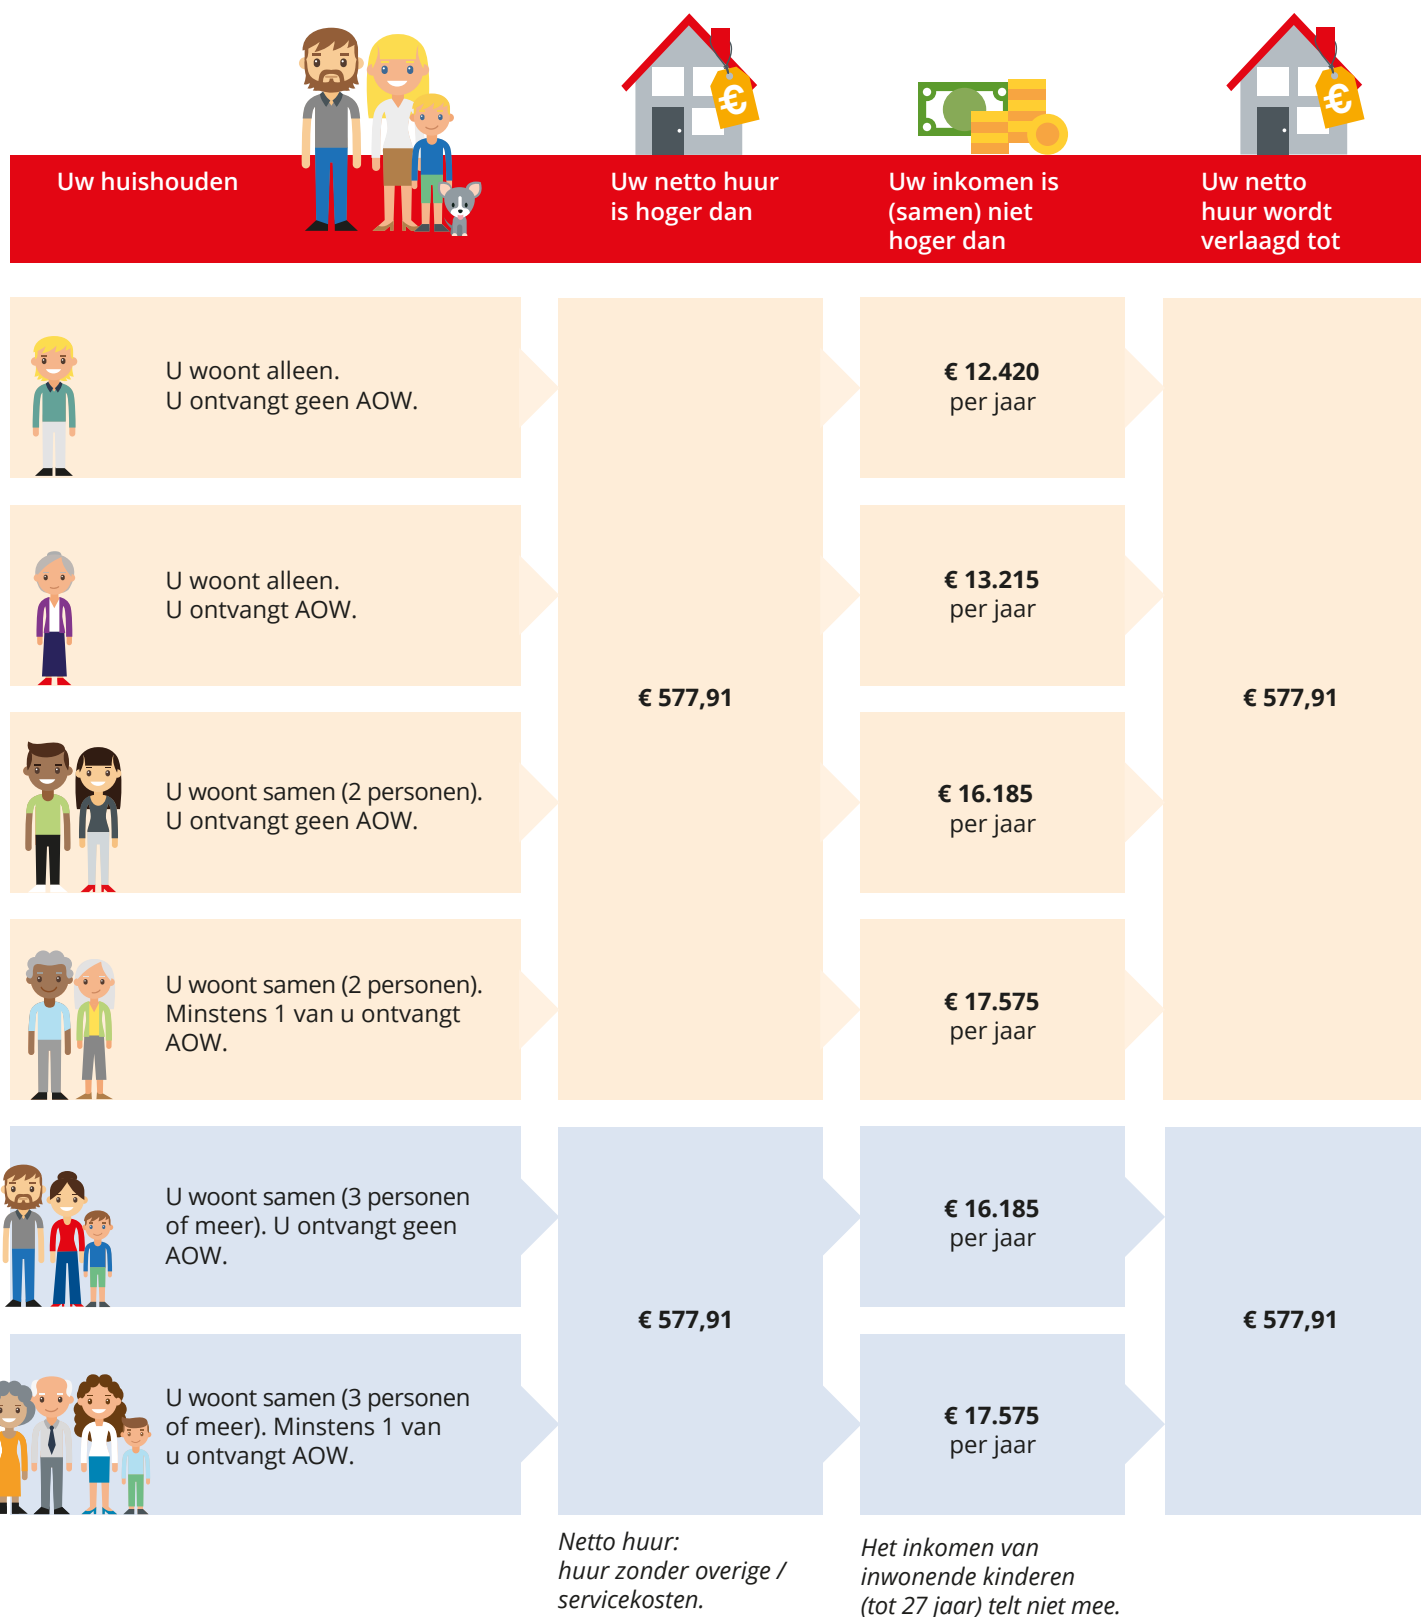 Uw huishouden
Uw netto huur
is hoger dan
Uw inkomen is
(samen) niet
hoger dan
Uw netto
huur wordt
verlaagd tot
€
€
U woont alleen.
U ontvangt geen AOW.
€ 12.420
per jaar
U woont alleen.
U ontvangt AOW.
€ 13.215
per jaar
€ 577,91
€ 577,91
U woont samen (2 personen).
U ontvangt geen AOW.
€ 16.185
per jaar
U woont samen (2 personen).
Minstens 1 van u ontvangt
AOW.
€ 17.575
per jaar
U woont samen (3 personen
of meer). U ontvangt geen
AOW.
€ 16.185
per jaar
€ 577,91
€ 577,91
U woont samen (3 personen
of meer). Minstens 1 van
u ontvangt AOW.
€ 17.575
per jaar
Netto huur:
huur zonder overige /
servicekosten.
Het inkomen van
inwonende kinderen
(tot 27 jaar) telt niet mee.